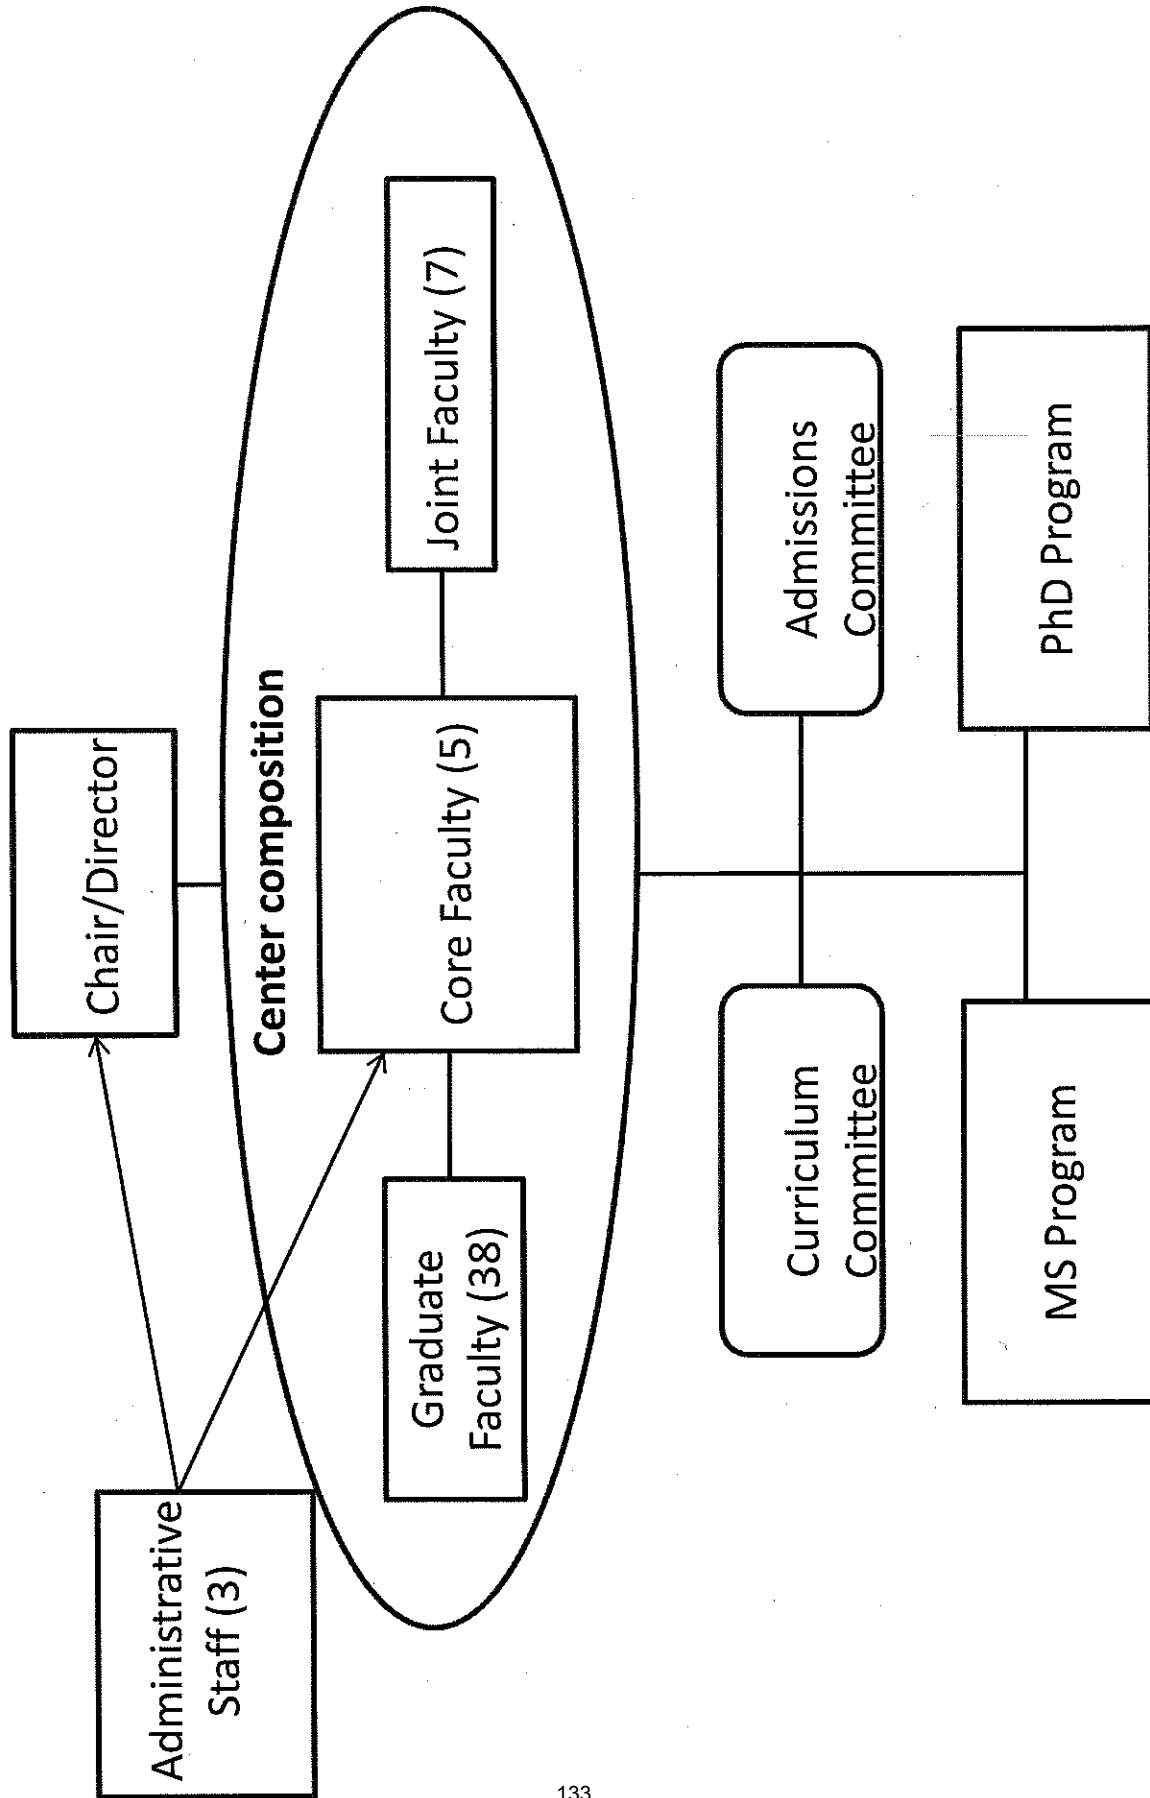 Chair/Director
Administrative
Staff (3)
Center composition
Graduate
Faculty (38)
Core Faculty (5)
Joint Faculty (7)
Curriculum
Committee
Admissions
Committee
MS Program
PhD Program
133